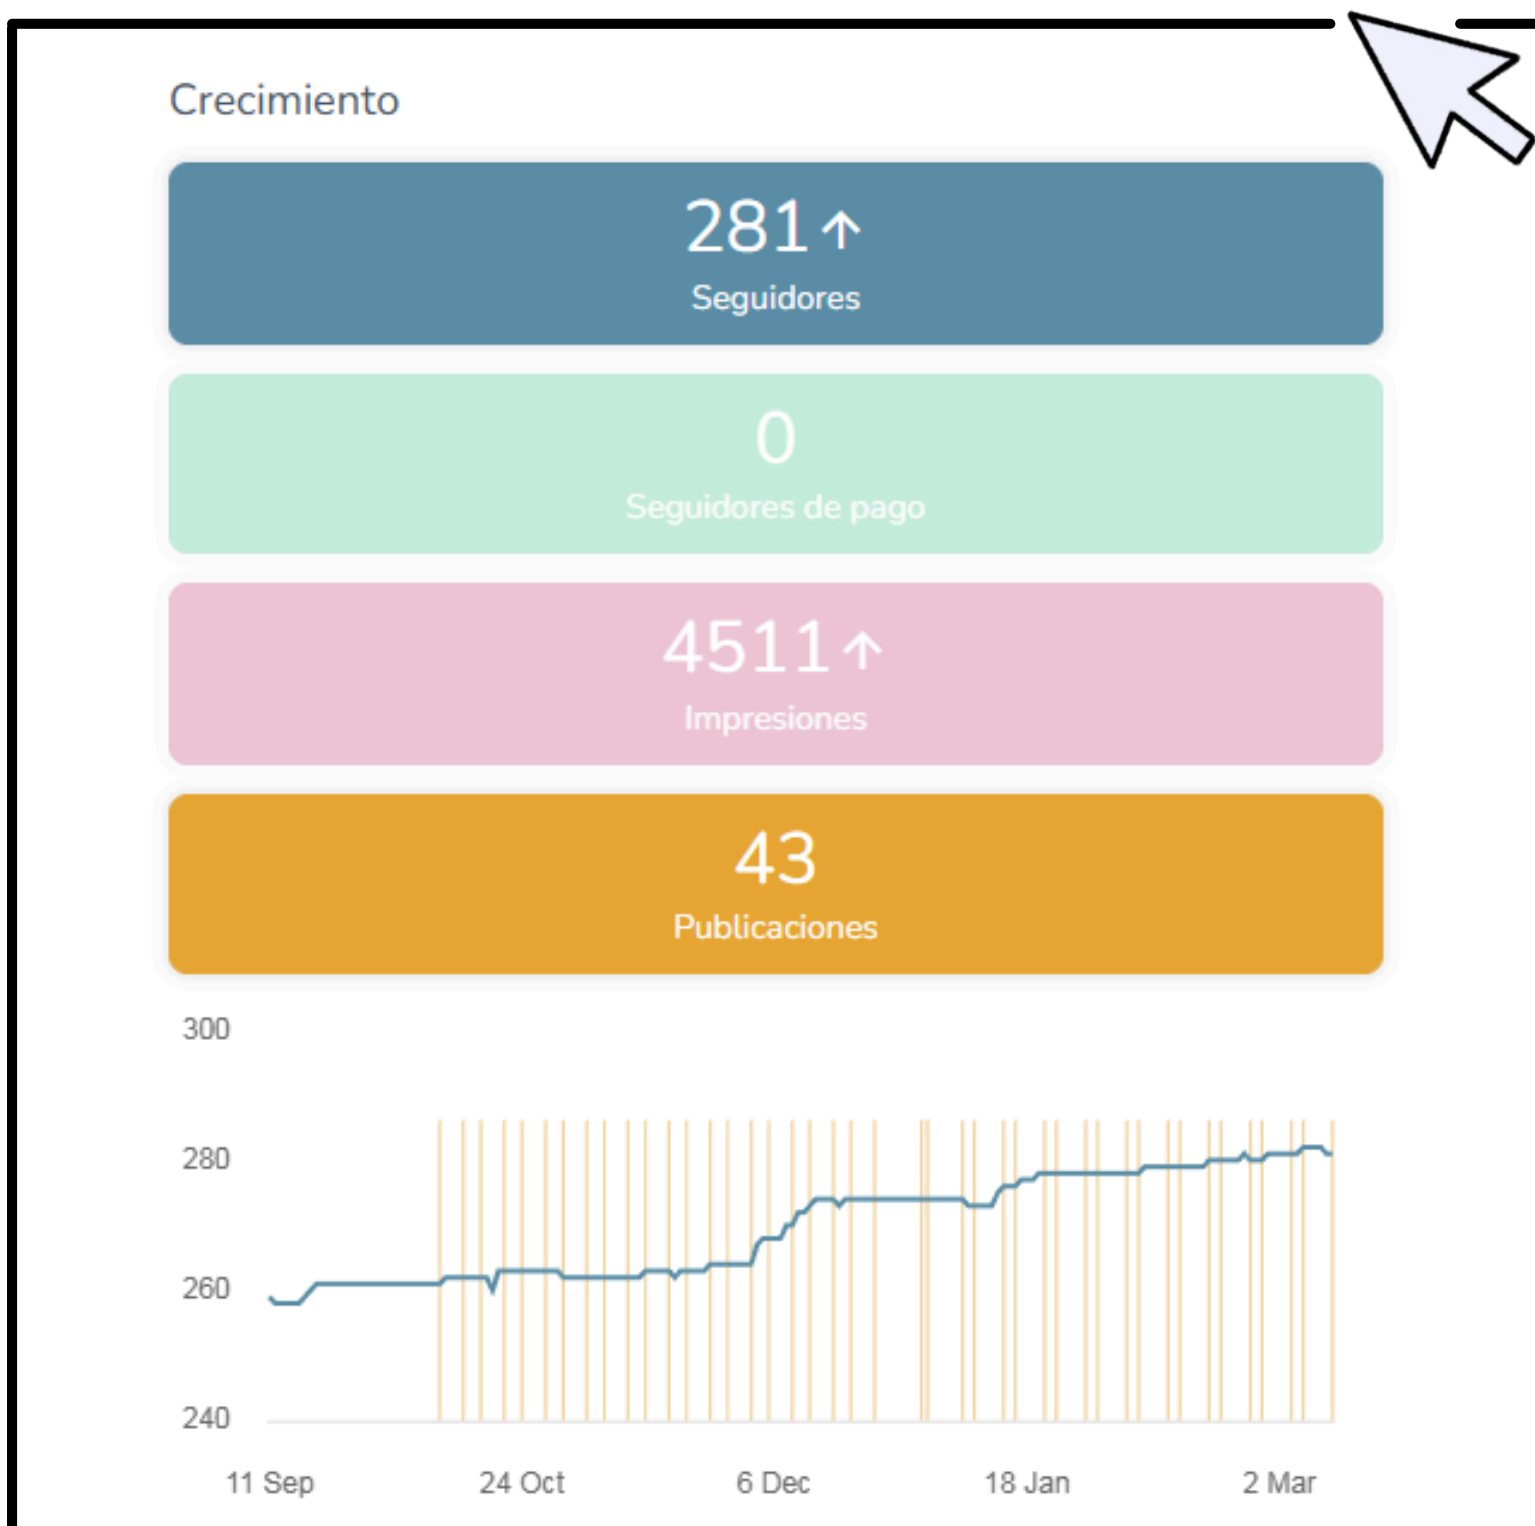 Crecimiento
281↑
Seguidores
0
Seguidores de pago
4511↑
Impresiones
43
Publicaciones
300
280
260
240
11 Sep 24 Oct 6 Dec 18 Jan 2 Mar